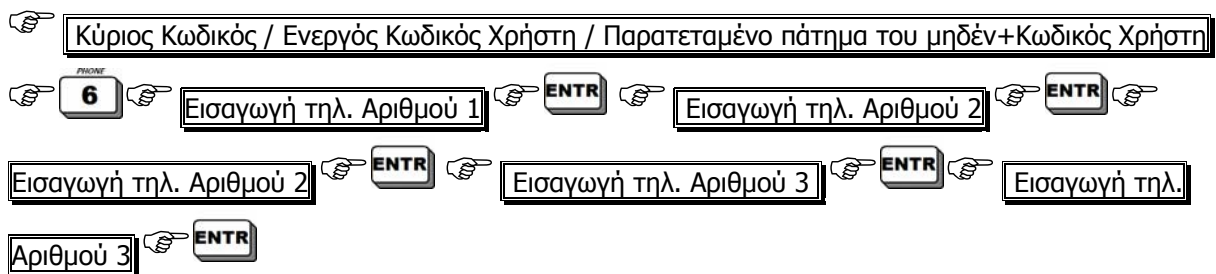 Κύριος Κωδικός / Ενεργός Κωδικός Χρήστη / Παρατεταμένο πάτημα του μηδέν+Κωδικός Χρήστη
PHONE
6 Εισαγωγή τηλ. Αριθμού 1 ENTR Εισαγωγή τηλ. Αριθμού 2 ENTR
Εισαγωγή τηλ. Αριθμού 2 ENTR Εισαγωγή τηλ. Αριθμού 3 ENTR Εισαγωγή τηλ.
Αριθμού 3 ENTR